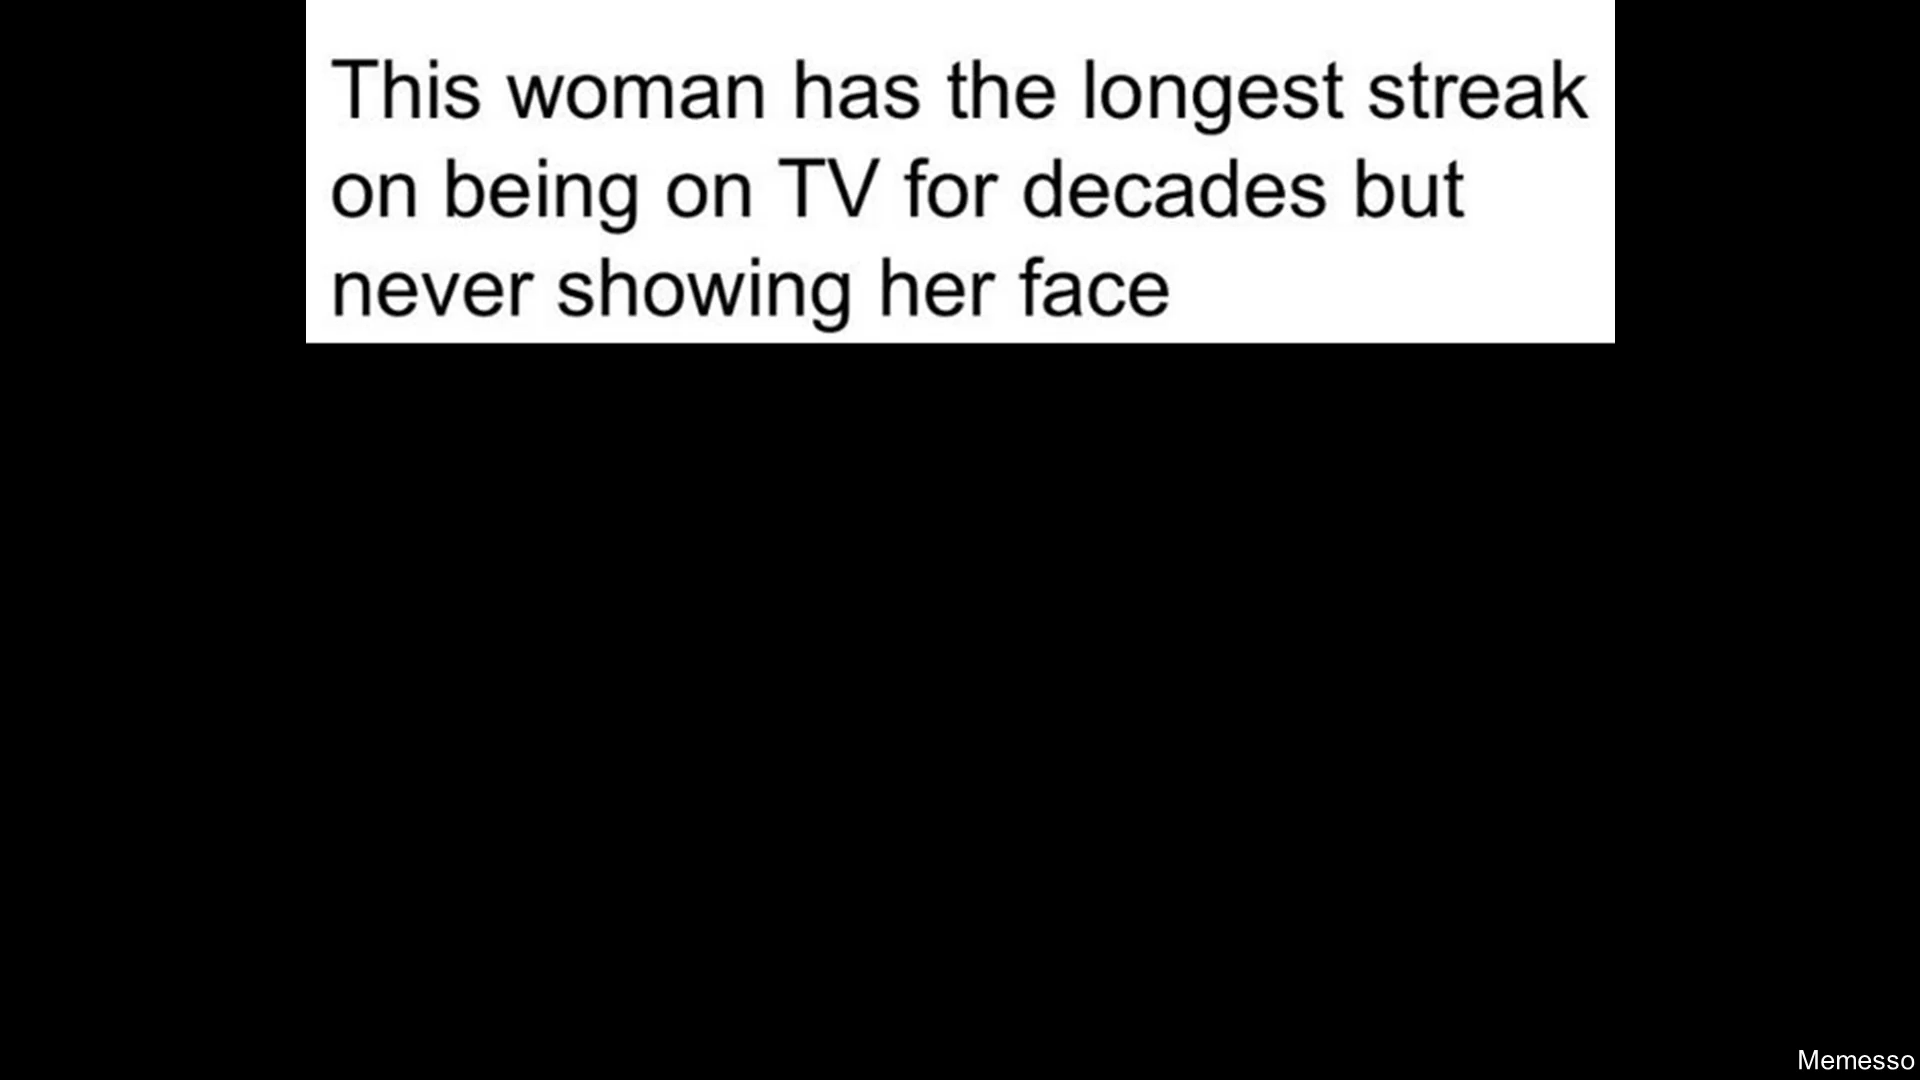 This woman has the longest streak
on being on TV for decades but
never showing her face
Memesso